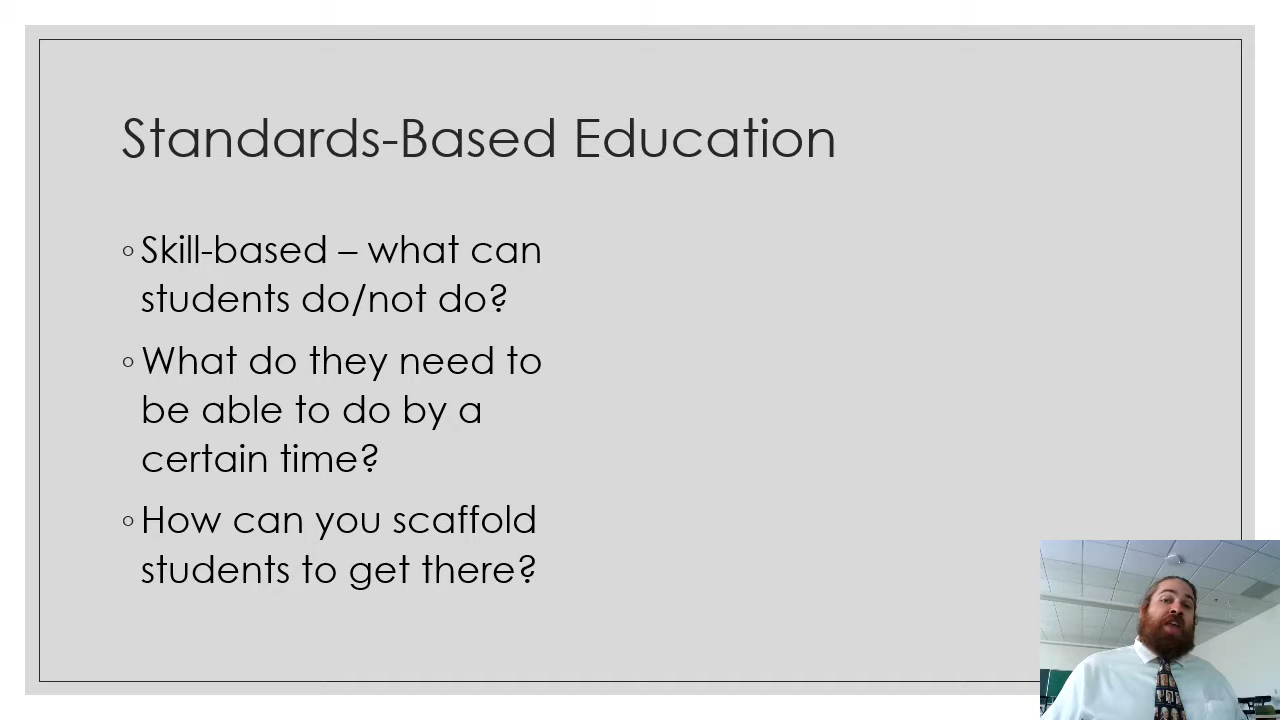 Standards-Based Education
◦ Skill-based – what can
students do/not do?
◦ What do they need to
be able to do by a
certain time?
◦ How can you scaffold
students to get there?